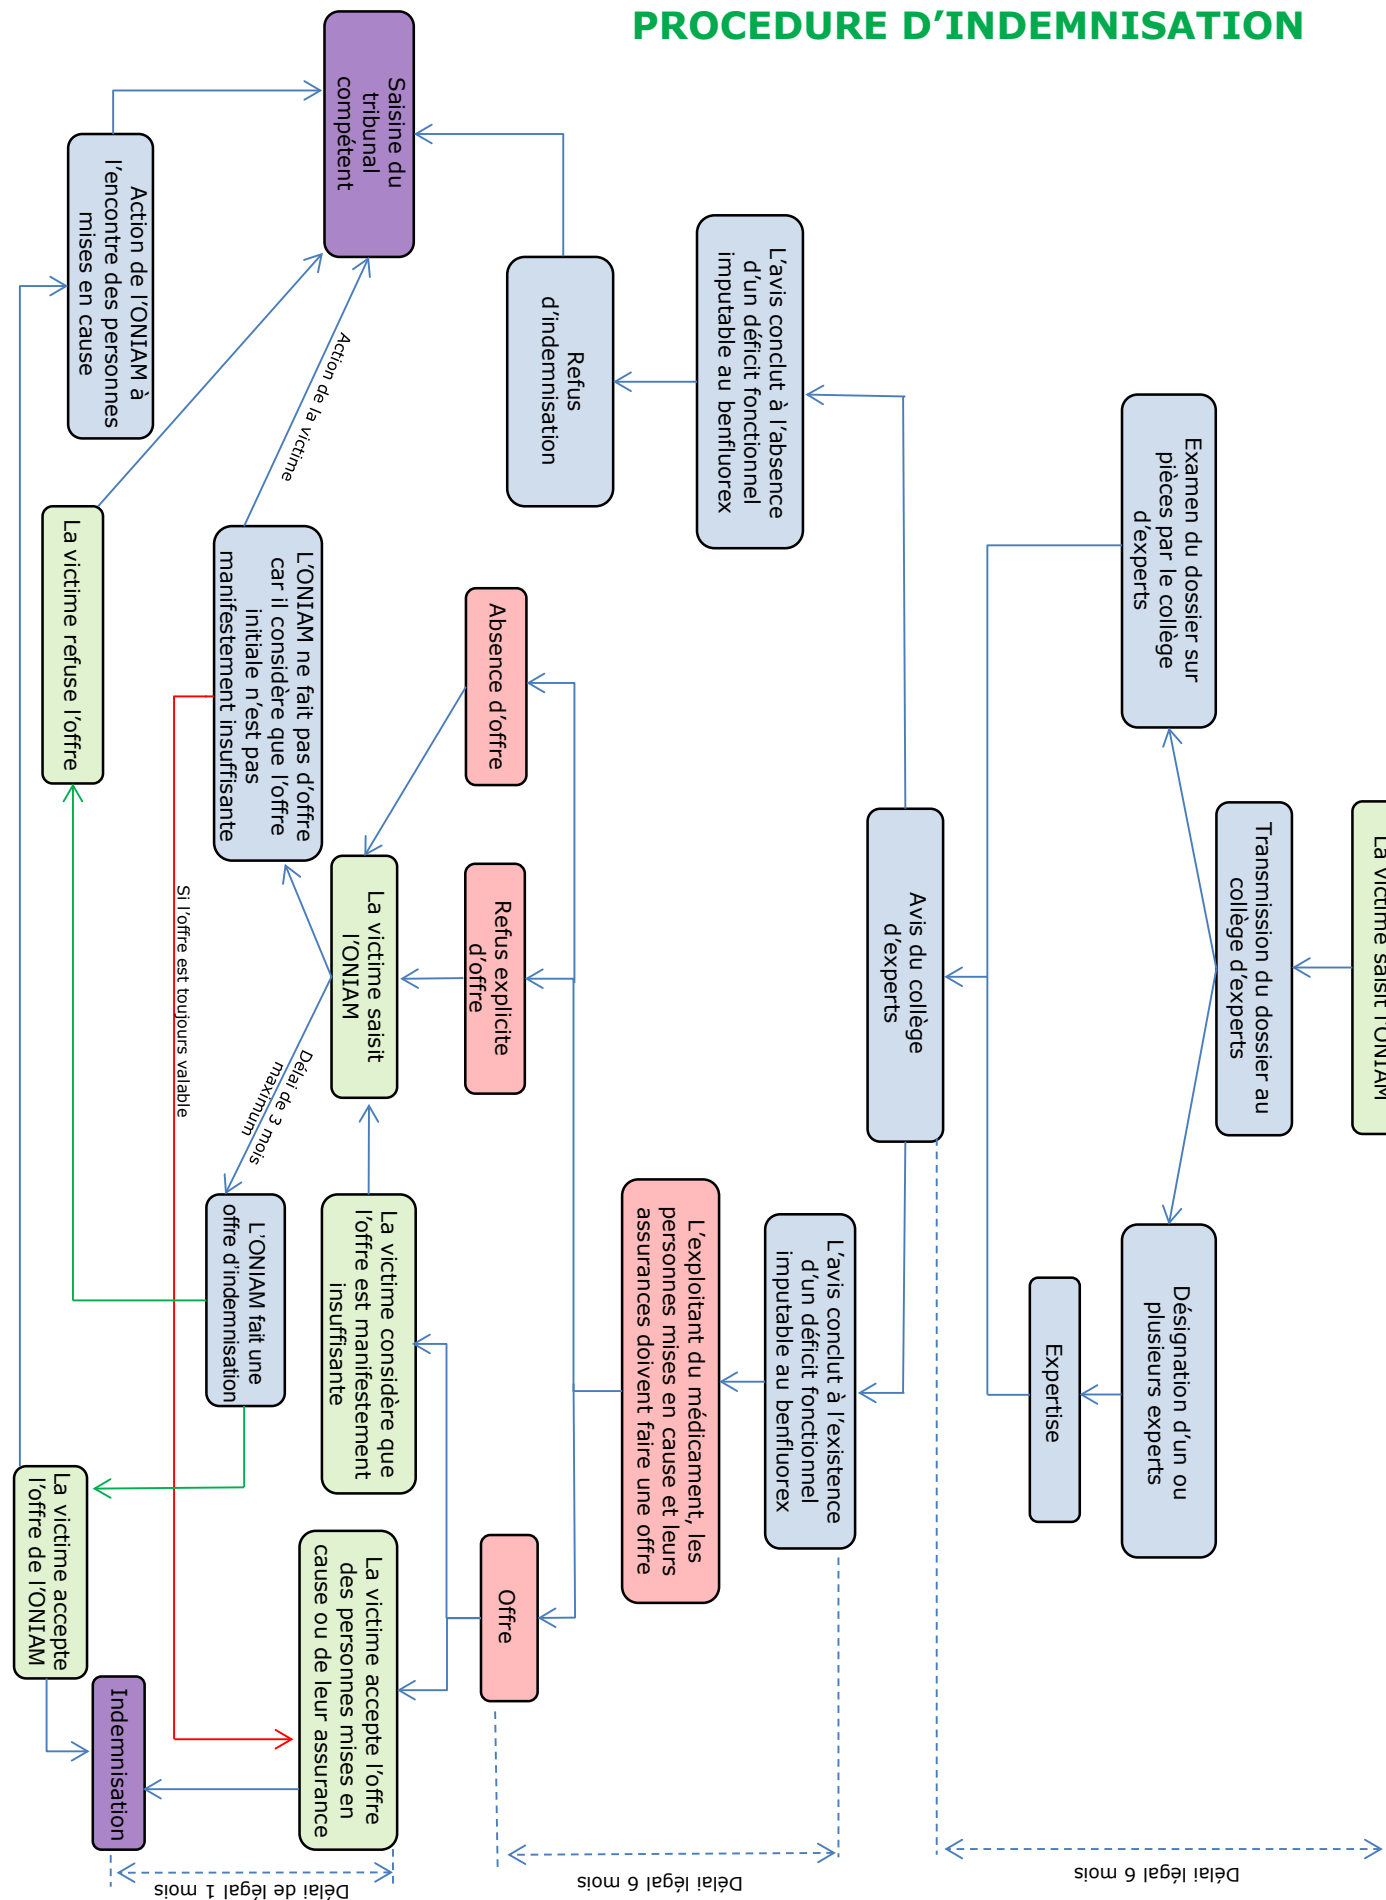 PROCEDURE D'INDEMNISATION
La victime saisit l'ONIAM
Transmission du dossier au
collège d'experts
Examen du dossier sur
pièces par le collège
d'experts
Désignation d'un ou
plusieurs experts
Expertise
Délai légal 6 mois
Avis du collège
d'experts
L'avis conclut à l'absence
d'un déficit fonctionnel
imputable au benfluorex
L'avis conclut à l'existence
d'un déficit fonctionnel
imputable au benfluorex
Refus
d'indemnisation
L'exploitant du médicament, les
personnes mises en cause et leurs
assurances doivent faire une offre
Délai légal 6 mois
Absence d'offre
Refus explicite
d'offre
Offre
Saisine du
tribunal
compétent
La victime saisit
l'ONIAM
La victime considère que
l'offre est manifestement
insuffisante
La victime accepte l'offre
des personnes mises en
cause ou de leur assurance
Action de la victime
L'ONIAM ne fait pas d'offre
car il considère que l'offre
initiale n'est pas
manifestement insuffisante
Délai de 3 mois
maximum
L'ONIAM fait une
offre d'indemnisation
Si l'offre est toujours valable
Délai de légal 1 mois
Action de l'ONIAM à
l'encontre des personnes
mises en cause
La victime refuse l'offre
La victime accepte
l'offre de l'ONIAM
Indemnisation